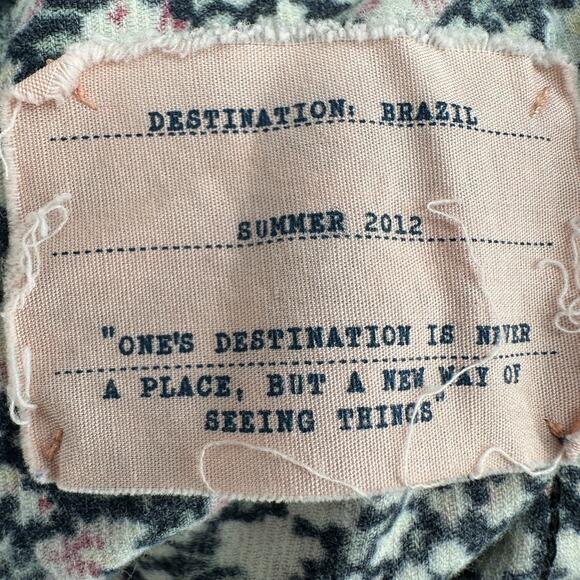 DESTINATION: BRAZIL
SUMMER 2012
"ONE'S DESTINATION IS NEVER
A PLACE, BUT A NEW WAY OF
SEEING THINGS"